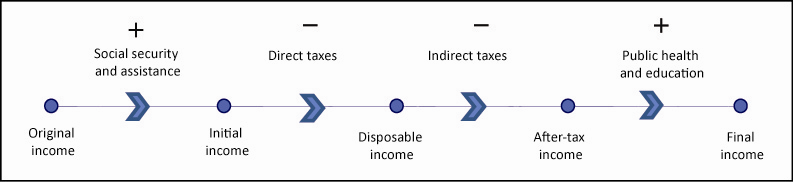 +
Social security
and assistance
−
Direct taxes
−
Indirect taxes
+
Public health
and education
Original
income
Initial
income
Disposable
income
After-tax
income
Final
income